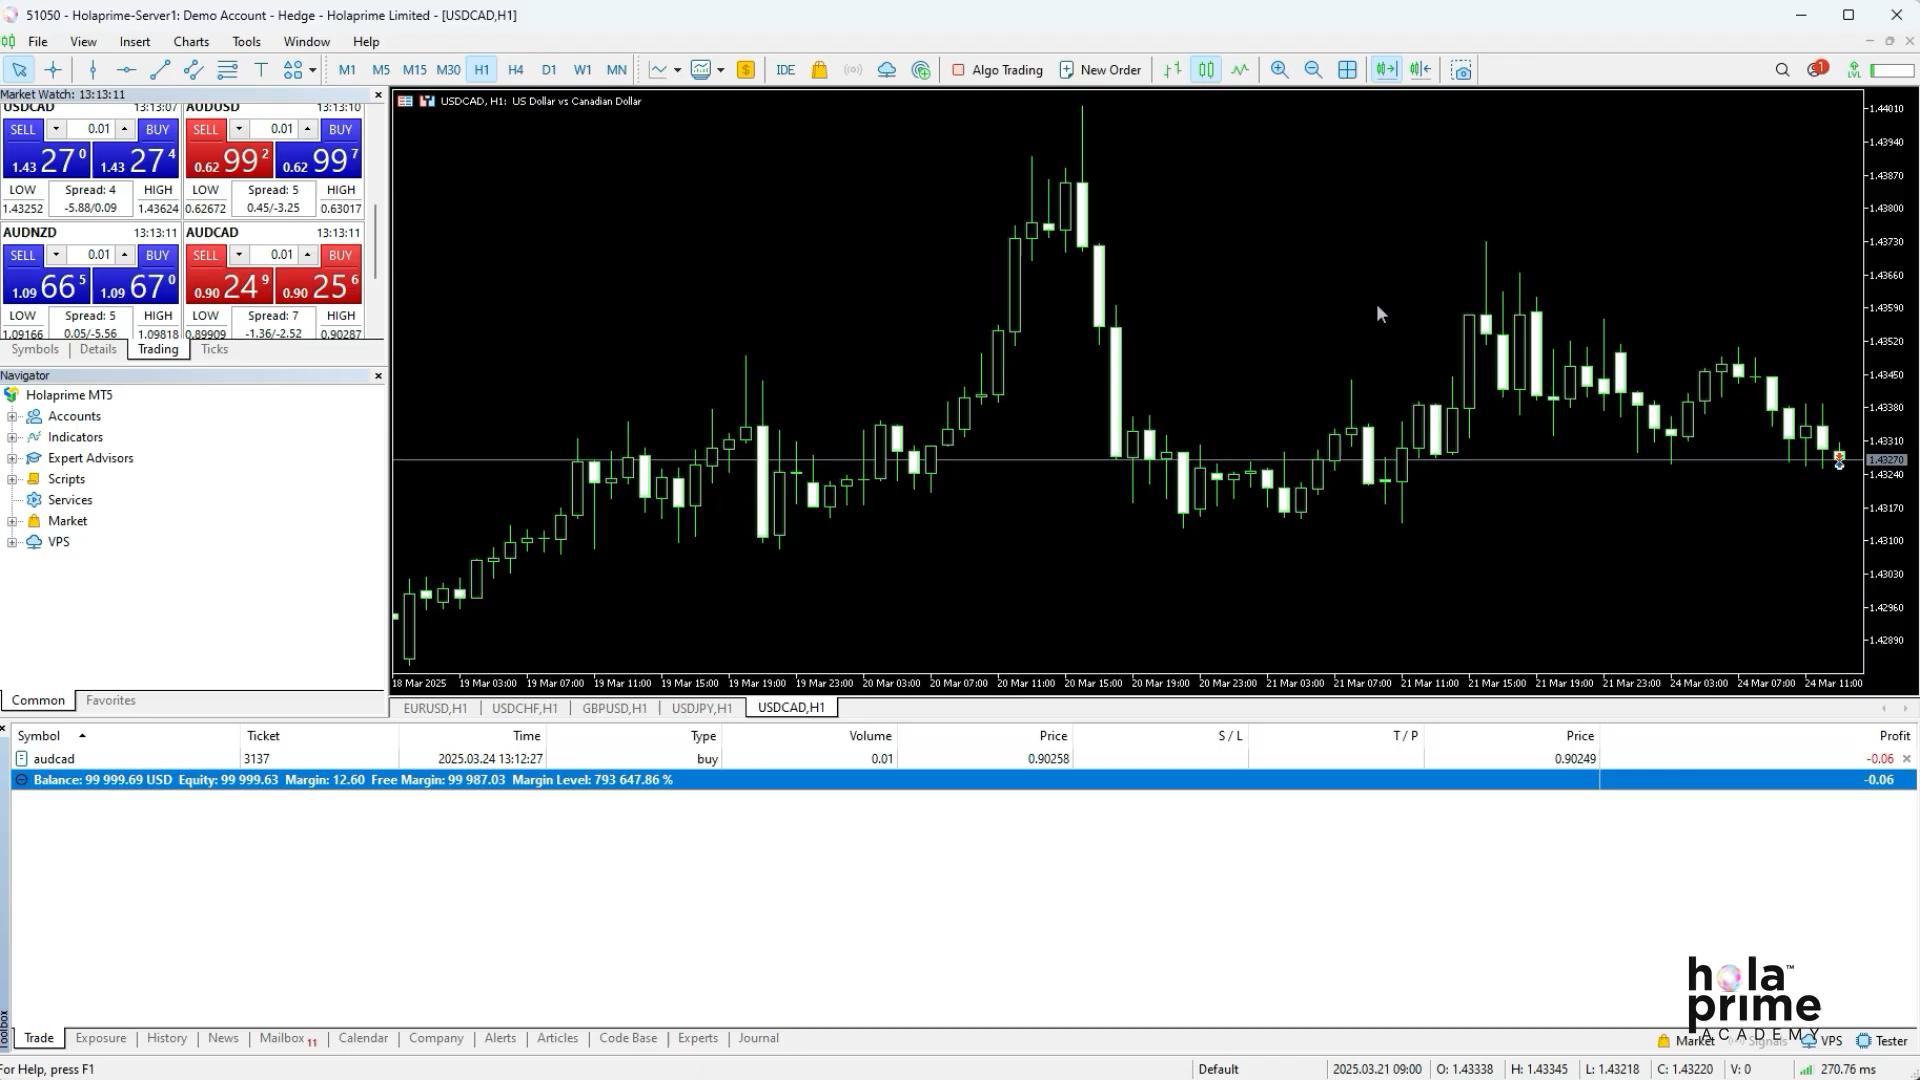 51050 - Holaprime-Server1: Demo Account - Hedge - Holaprime Limited - [USDCAD,H1]
File View Insert Charts Tools Window Help
M1 M5 M15 M30 H1 H4 D1 W1 MN IDE Algo Trading New Order 1 LVL
Market Watch: 13:13:11
USDCAD 13:13:07 AUDUSD 13:13:10
SELL 0.01 BUY SELL 0.01 BUY
1.43 27 0 1.43 27 4 0.62 99 2 0.62 99 7
LOW Spread: 4 HIGH LOW Spread: 5 HIGH
1.43252 -5.88/0.09 1.43624 0.62672 0.45/-3.25 0.63017
AUDNZD 13:13:11 AUDCAD 13:13:11
SELL 0.01 BUY SELL 0.01 BUY
1.09 66 5 1.09 67 0 0.90 24 9 0.90 25 6
LOW Spread: 5 HIGH LOW Spread: 7 HIGH
1.09166 0.05/-5.56 1.09818 0.89909 -1.36/-2.52 0.90287
Symbols Details Trading Ticks
Navigator
Holaprime MT5
Accounts
Indicators
Expert Advisors
Scripts
Services
Market
VPS
Common Favorites
USDCAD, H1: US Dollar vs Canadian Dollar
1.44010
1.43940
1.43870
1.43800
1.43730
1.43660
1.43590
1.43520
1.43450
1.43380
1.43310
1.43270
1.43240
1.43170
1.43100
1.43030
1.42960
1.42890
18 Mar 2025 19 Mar 03:00 19 Mar 07:00 19 Mar 11:00 19 Mar 15:00 19 Mar 19:00 19 Mar 23:00 20 Mar 03:00 20 Mar 07:00 20 Mar 11:00 20 Mar 15:00 20 Mar 19:00 20 Mar 23:00 21 Mar 03:00 21 Mar 07:00 21 Mar 11:00 21 Mar 15:00 21 Mar 19:00 21 Mar 23:00 24 Mar 03:00 24 Mar 07:00 24 Mar 11:00
EURUSD,H1 USDCHF,H1 GBPUSD,H1 USDJPY,H1 USDCAD,H1
Symbol Ticket Time Type Volume Price S / L T / P Price Profit
audcad 3137 2025.03.24 13:12:27 buy 0.01 0.90258 0.90249 -0.06
Balance: 99 999.69 USD Equity: 99 999.63 Margin: 12.60 Free Margin: 99 987.03 Margin Level: 793 647.86 % -0.06
hola™
prime
ACADEMY
Toolbox
Trade Exposure History News Mailbox 11 Calendar Company Alerts Articles Code Base Experts Journal Market Signals VPS Tester
For Help, press F1 Default 2025.03.21 09:00 O: 1.43338 H: 1.43345 L: 1.43218 C: 1.43220 V: 0 270.76 ms